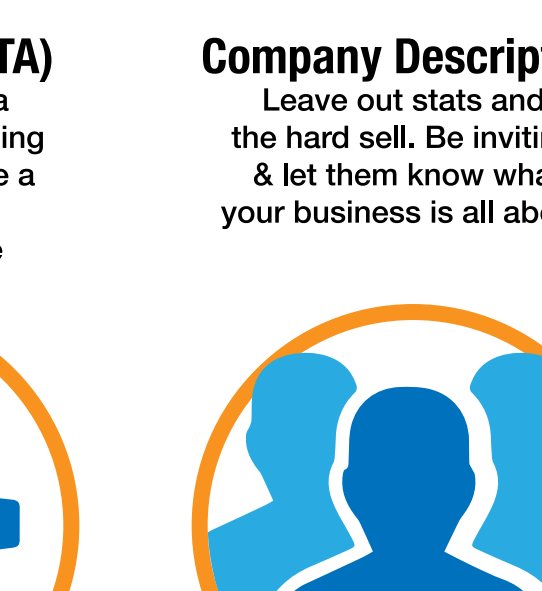 TA)
a
ing
e a
e
Company Descript
Leave out stats and
the hard sell. Be invitin
& let them know wha
your business is all abo